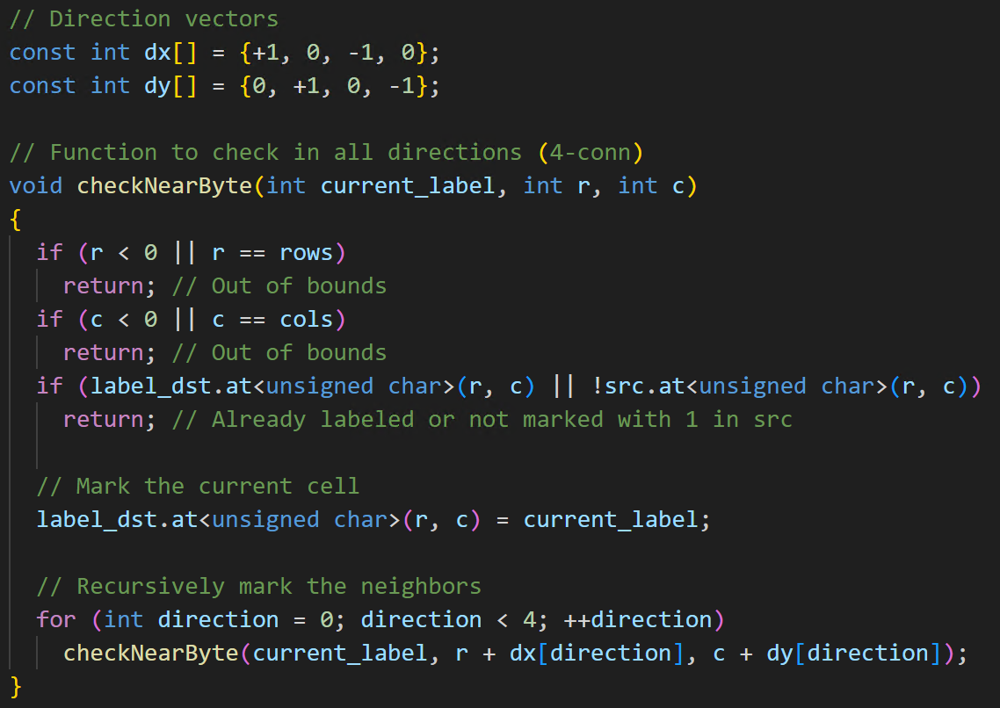 // Direction vectors
const int dx[] = {+1, 0, -1, 0};
const int dy[] = {0, +1, 0, -1};

// Function to check in all directions (4-conn)
void checkNearByte(int current_label, int r, int c)
{
  if (r < 0 || r == rows)
    return; // Out of bounds
  if (c < 0 || c == cols)
    return; // Out of bounds
  if (label_dst.at<unsigned char>(r, c) || !src.at<unsigned char>(r, c))
    return; // Already labeled or not marked with 1 in src

  // Mark the current cell
  label_dst.at<unsigned char>(r, c) = current_label;

  // Recursively mark the neighbors
  for (int direction = 0; direction < 4; ++direction)
    checkNearByte(current_label, r + dx[direction], c + dy[direction]);
}